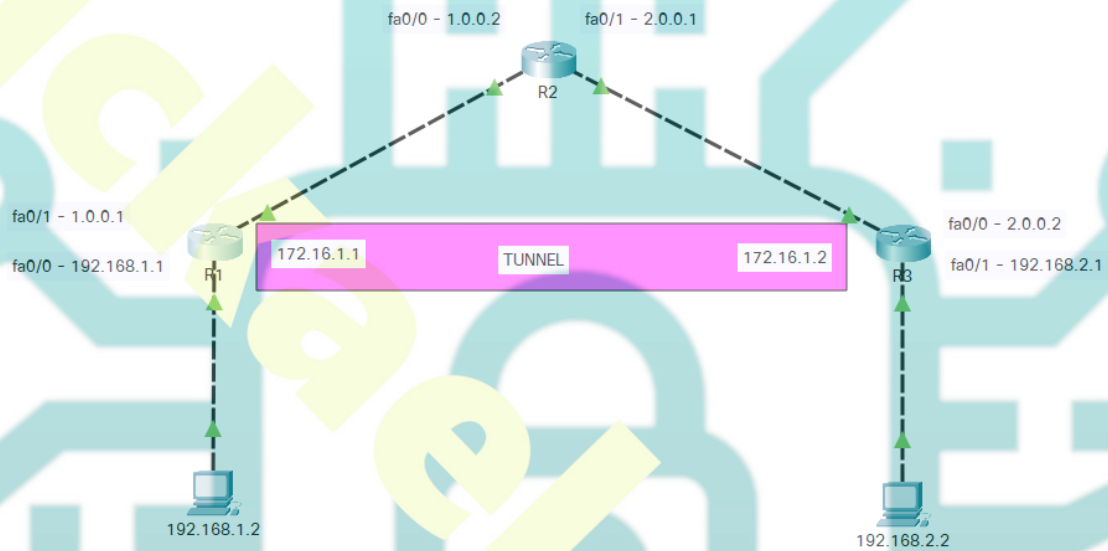 fa0/0 - 1.0.0.2
fa0/1 - 2.0.0.1
R2
fa0/1 - 1.0.0.1
fa0/0 - 192.168.1.1
R1
172.16.1.1
TUNNEL
172.16.1.2
R3
fa0/0 - 2.0.0.2
fa0/1 - 192.168.2.1
192.168.1.2
192.168.2.2